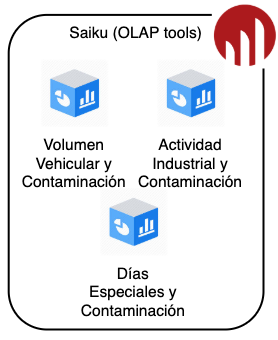 Saiku (OLAP tools)
Volumen
Vehicular y
Contaminación
Actividad
Industrial y
Contaminación
Días
Especiales y
Contaminación